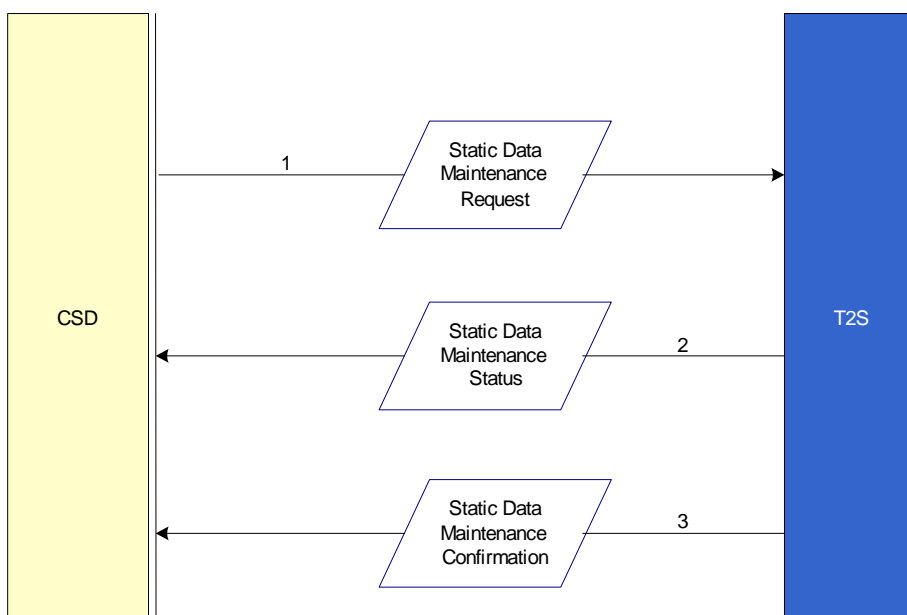 1
Static Data
Maintenance
Request
CSD
T2S
Static Data
Maintenance
Status
2
Static Data
Maintenance
Confirmation
3